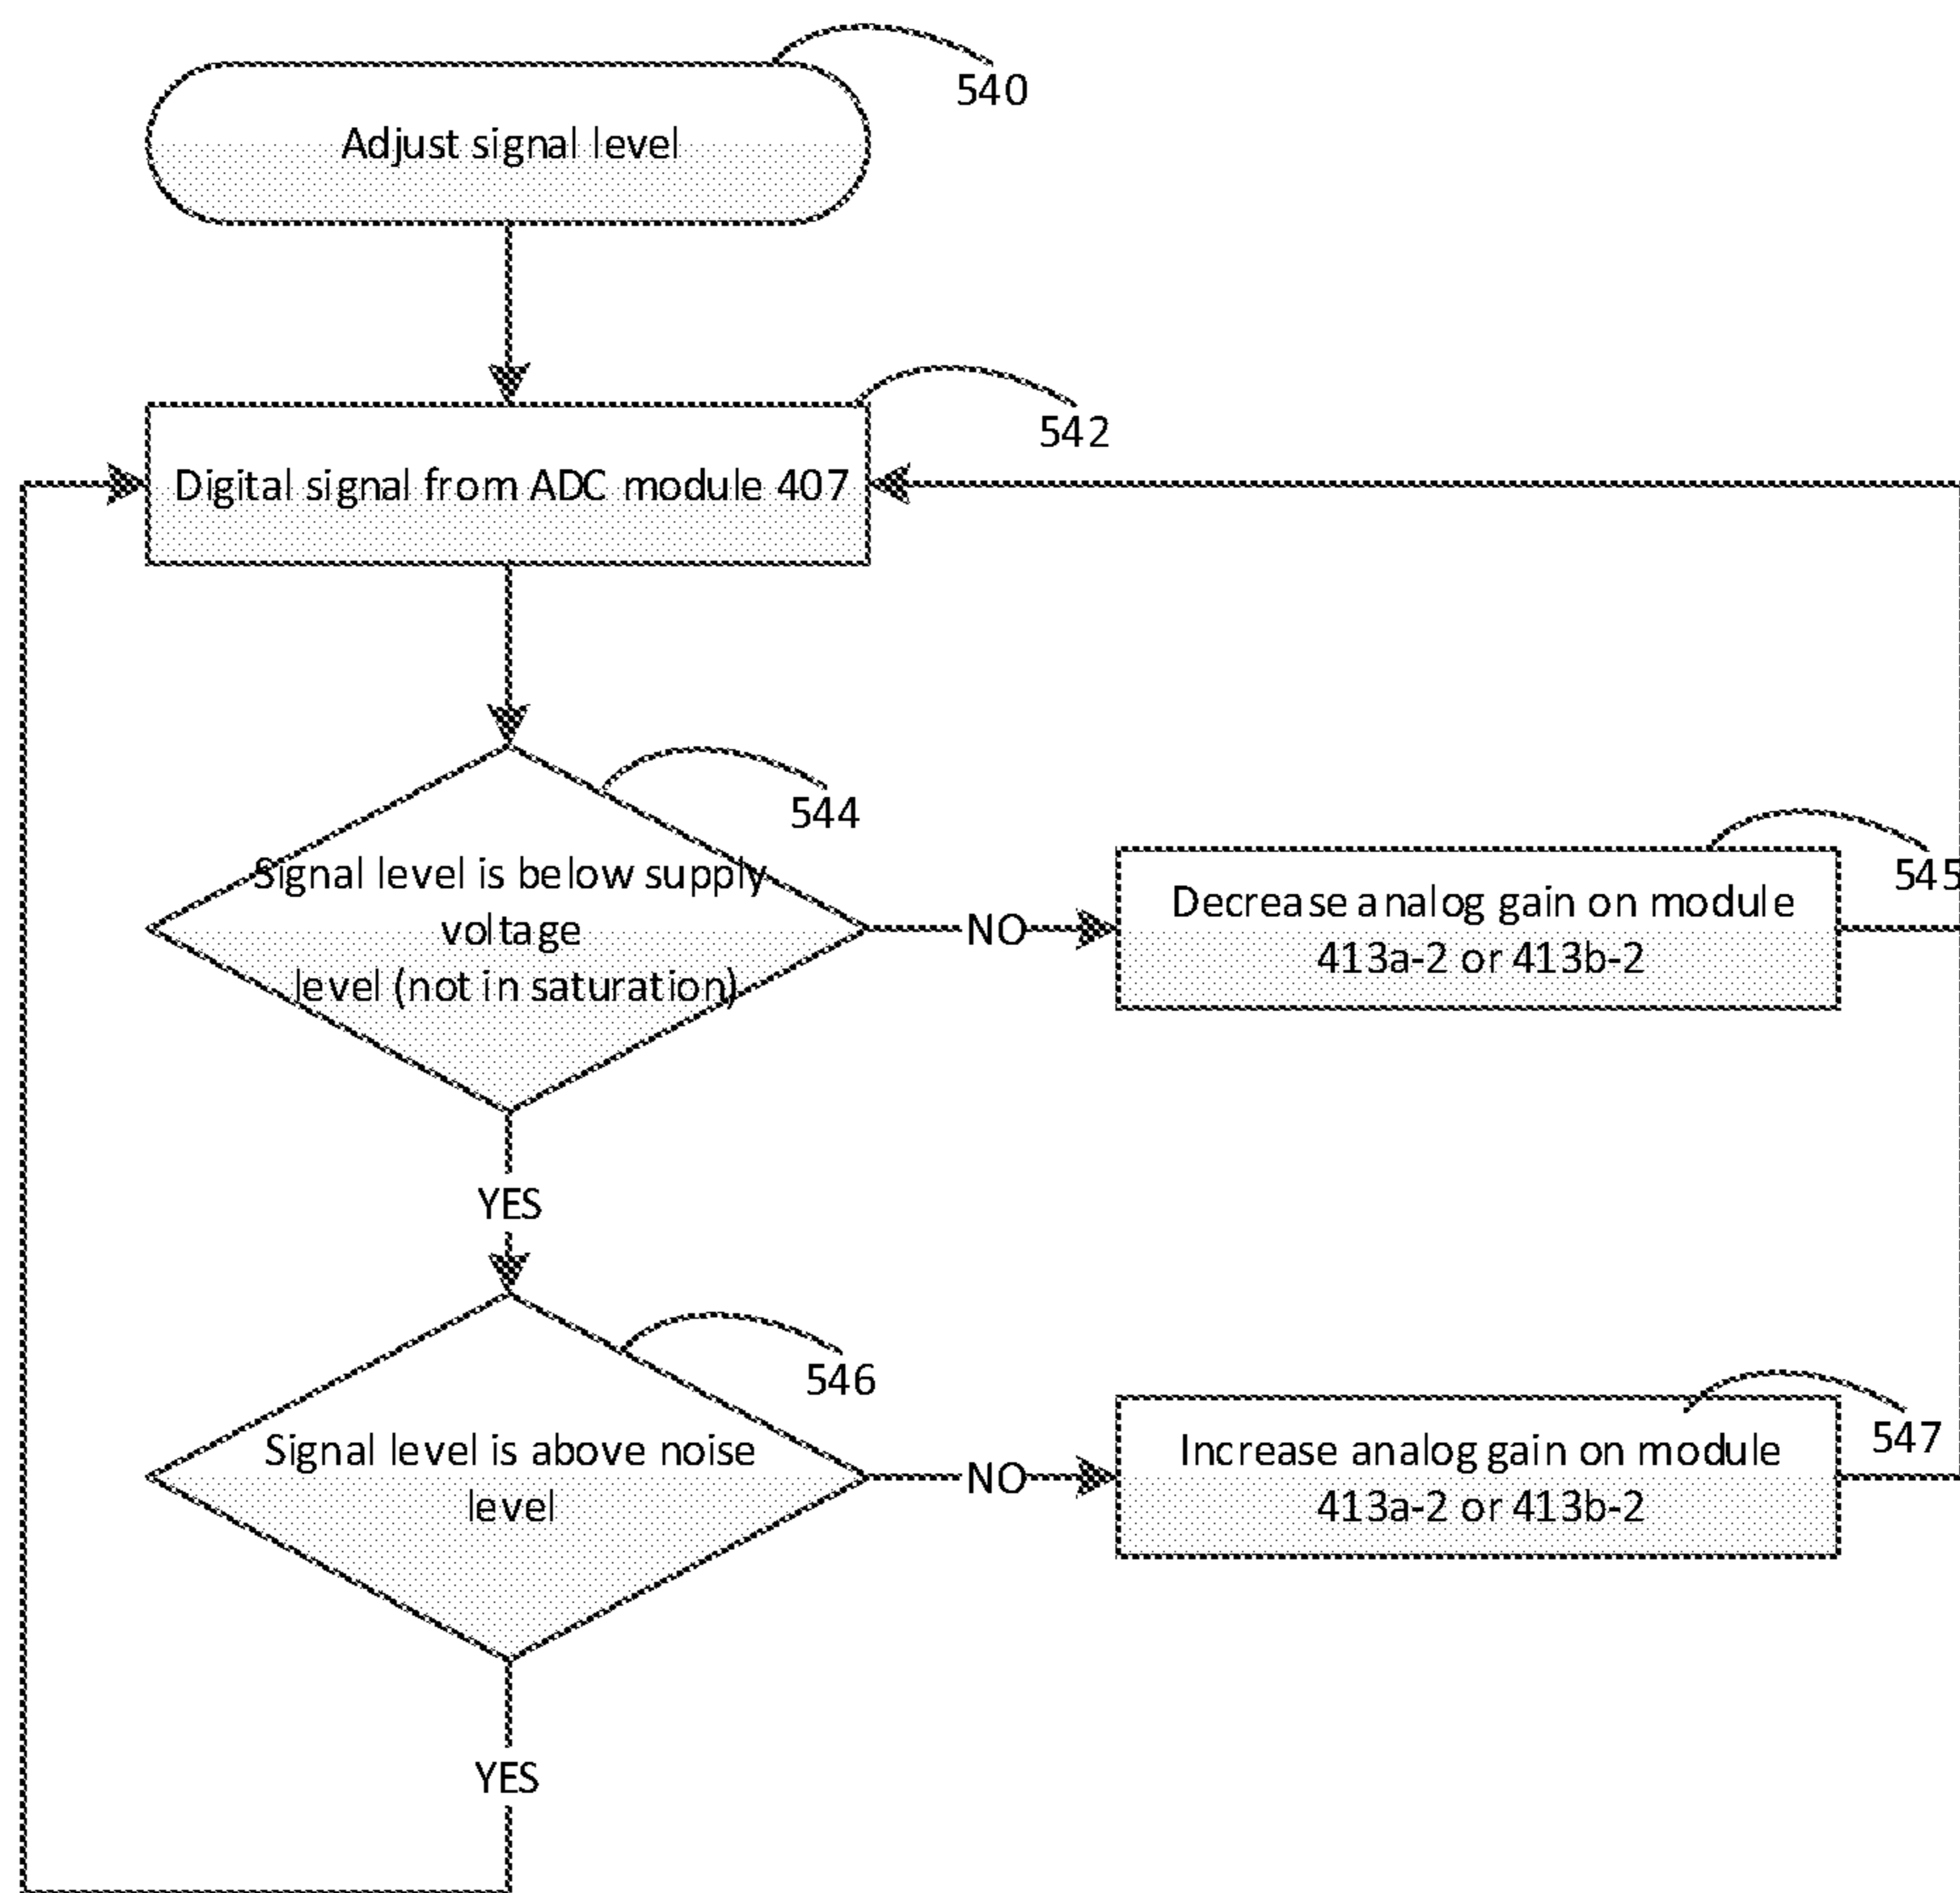 540
Adjust signal level
542
Digital signal from ADC module 407
544
Signal level is below supply
voltage
level (not in saturation)
NO
545
Decrease analog gain on module
413a-2 or 413b-2
YES
546
Signal level is above noise
level
NO
547
Increase analog gain on module
413a-2 or 413b-2
YES